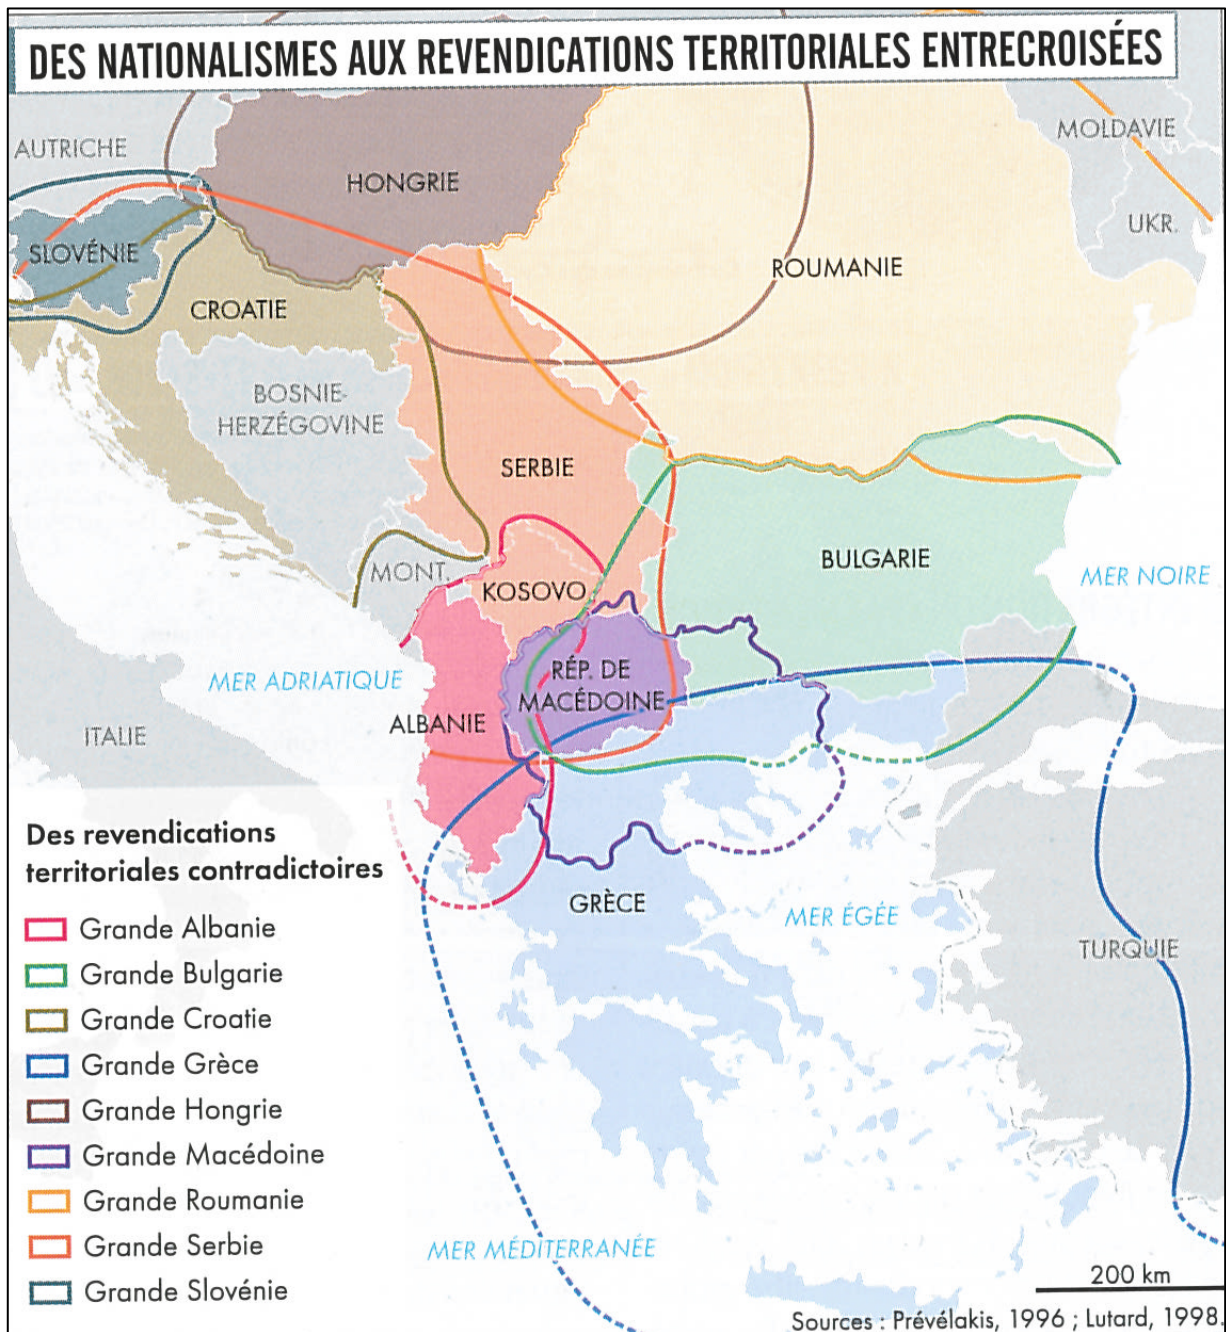 DES NATIONALISMES AUX REVENDICATIONS TERRITORIALES ENTRECROISÉES
AUTRICHE
MOLDAVIE
HONGRIE
UKR.
SLOVÉNIE
ROUMANIE
CROATIE
BOSNIE-
HERZÉGOVINE
SERBIE
BULGARIE
MONT.
MER NOIRE
KOSOVO
RÉP. DE
MACÉDOINE
MER ADRIATIQUE
ALBANIE
ITALIE
Des revendications
territoriales contradictoires
GRÈCE
MER ÉGÉE
TURQUIE
Grande Albanie
Grande Bulgarie
Grande Croatie
Grande Grèce
Grande Hongrie
Grande Macédoine
Grande Roumanie
Grande Serbie
Grande Slovénie
MER MÉDITERRANÉE
200 km
Sources : Prévélakis, 1996 ; Lutard, 1998.